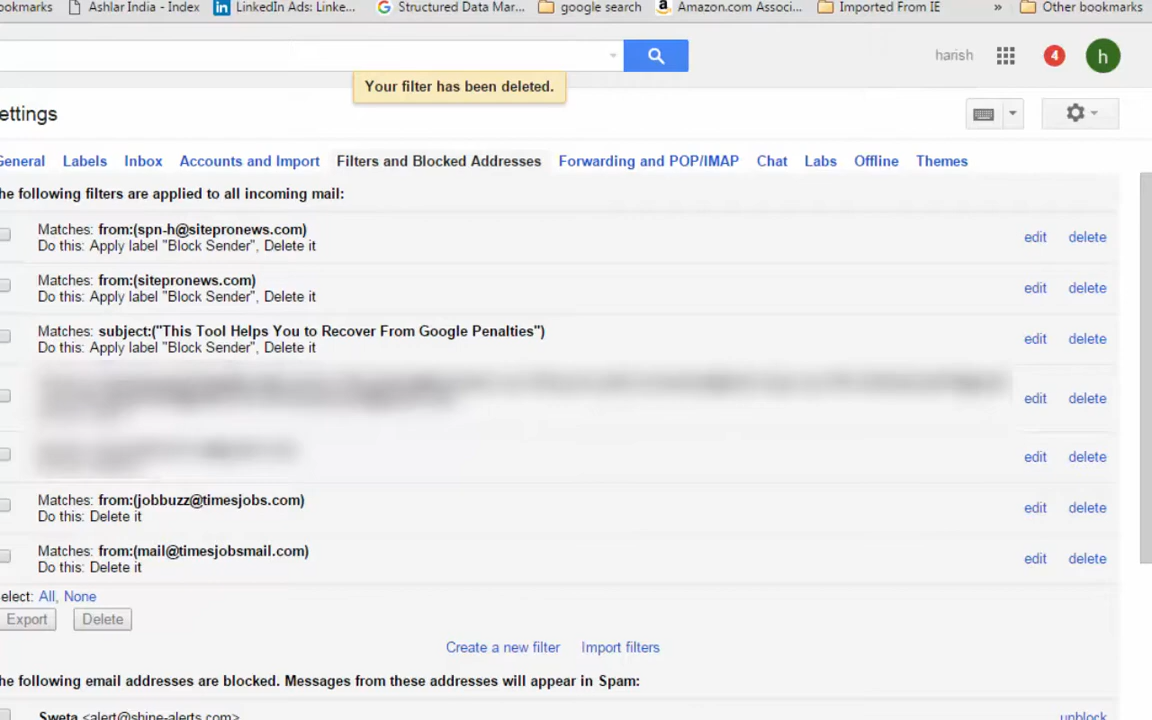 ookmarks Ashlar India - Index LinkedIn Ads: Linke... Structured Data Mar... google search Amazon.com Associ... Imported From IE » Other bookmarks
harish 4 h
Your filter has been deleted.
ettings
General Labels Inbox Accounts and Import Filters and Blocked Addresses Forwarding and POP/IMAP Chat Labs Offline Themes
he following filters are applied to all incoming mail:
Matches: from:(spn-h@sitepronews.com)
Do this: Apply label "Block Sender", Delete it
edit delete
Matches: from:(sitepronews.com)
Do this: Apply label "Block Sender", Delete it
edit delete
Matches: subject:("This Tool Helps You to Recover From Google Penalties")
Do this: Apply label "Block Sender", Delete it
edit delete
edit delete
edit delete
Matches: from:(jobbuzz@timesjobs.com)
Do this: Delete it
edit delete
Matches: from:(mail@timesjobsmail.com)
Do this: Delete it
edit delete
elect: All, None
Export Delete
Create a new filter Import filters
he following email addresses are blocked. Messages from these addresses will appear in Spam:
Sweta <alert@shine-alerts.com> unblock